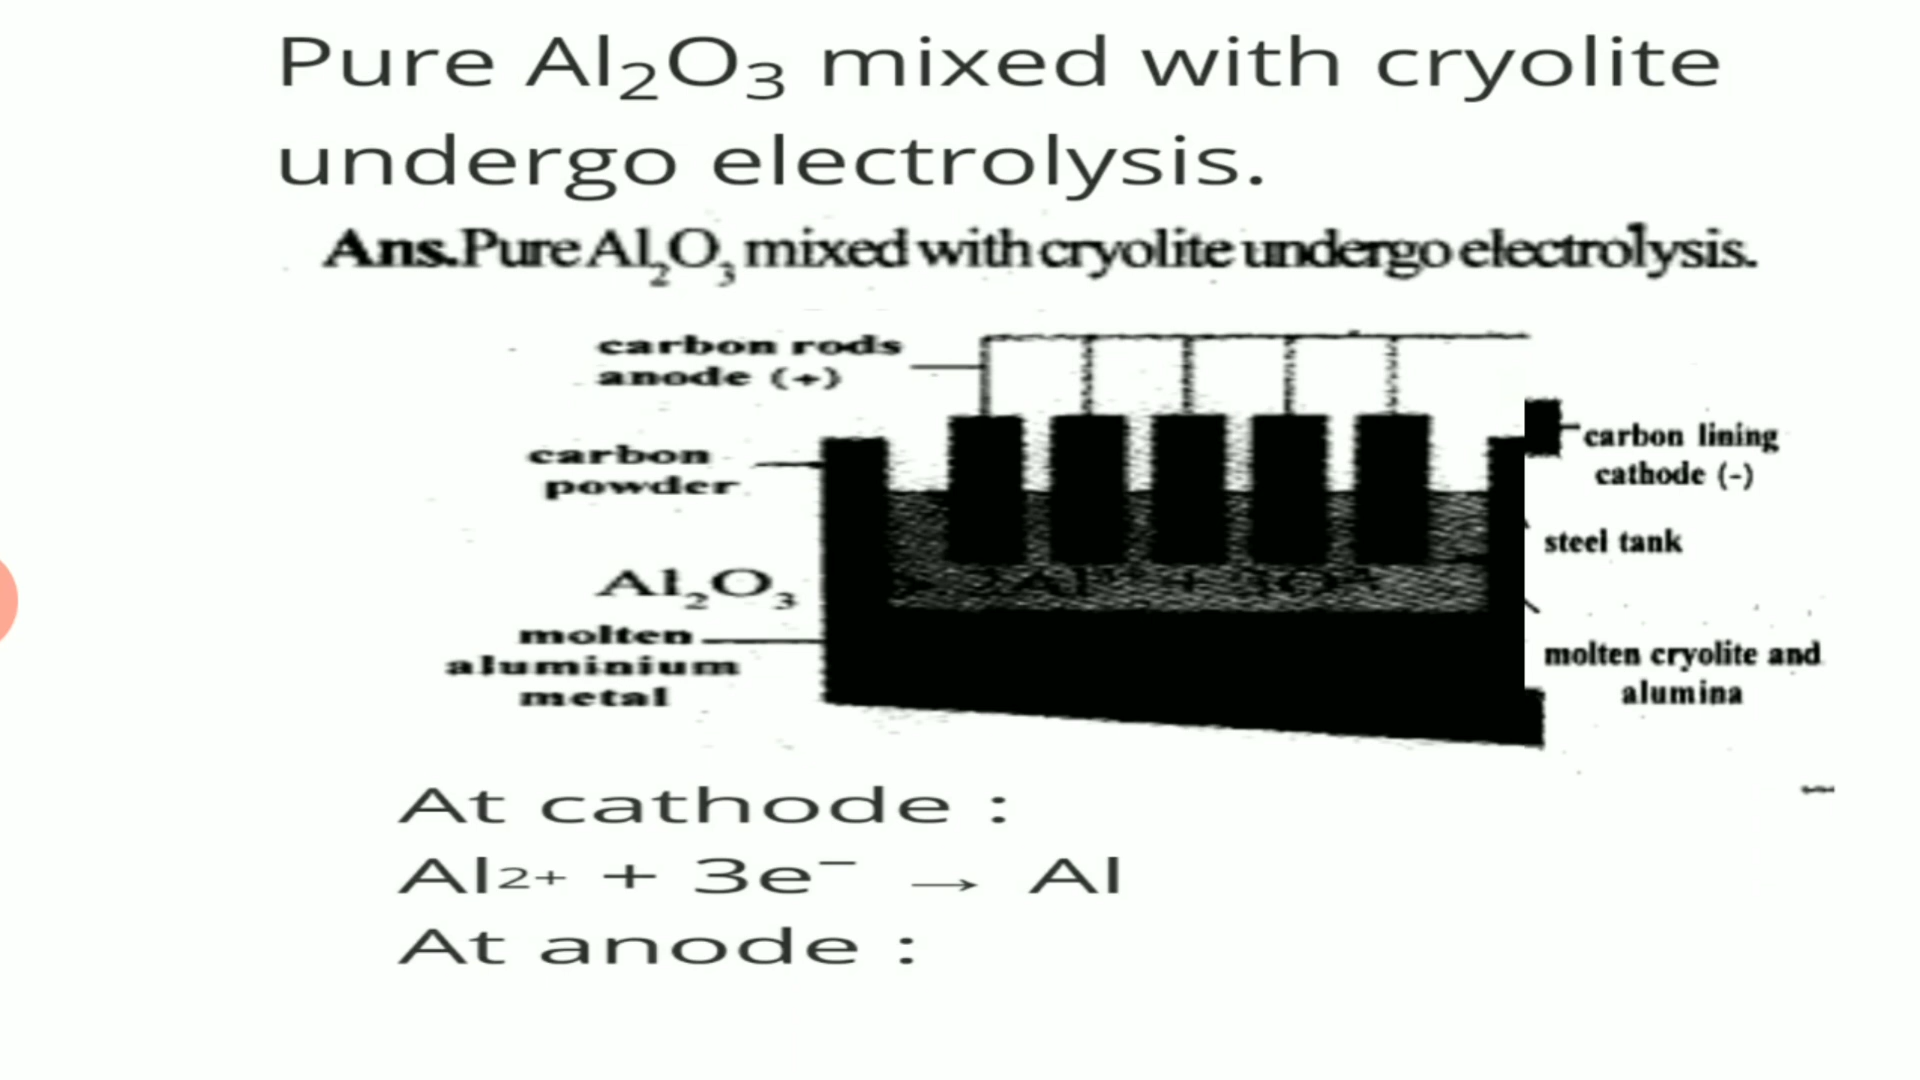 Pure Al₂O₃ mixed with cryolite
undergo electrolysis.
Ans.Pure Al₂O₃ mixed with cryolite undergo electrolysis.
carbon rods
anode (+)
carbon
powder
carbon lining
cathode (-)
steel tank
Al₂O₃
molten
aluminium
metal
molten cryolite and
alumina
At cathode :
Al2+ + 3e⁻ → Al
At anode :